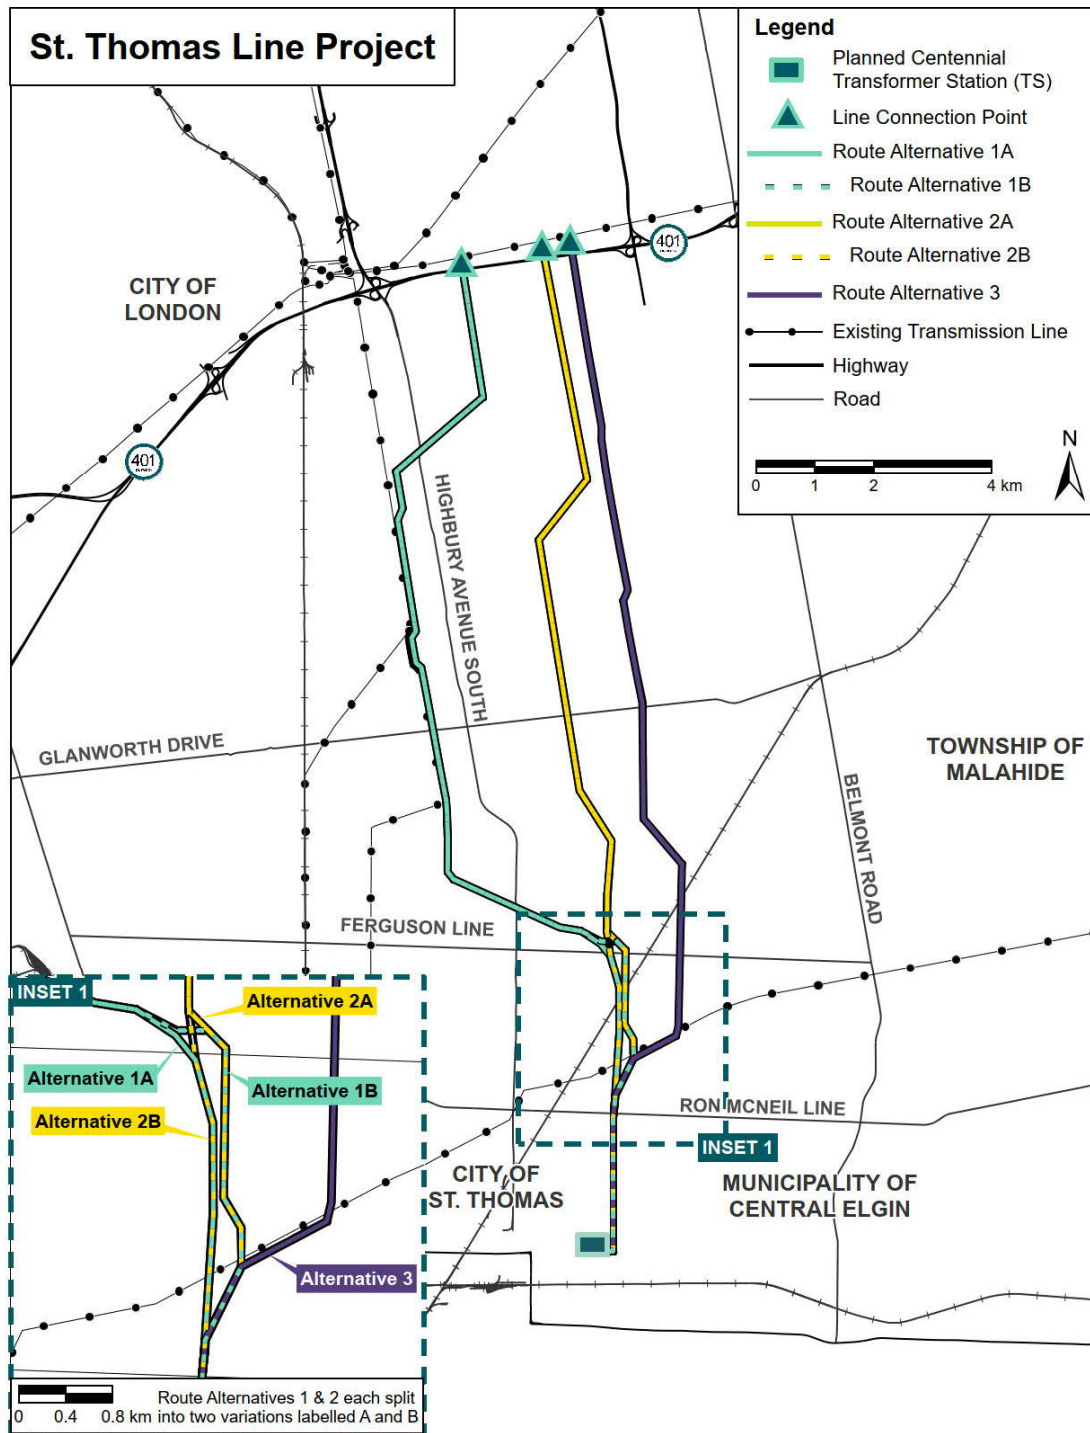 St. Thomas Line Project
Legend
Planned Centennial
Transformer Station (TS)
Line Connection Point
Route Alternative 1A
Route Alternative 1B
Route Alternative 2A
Route Alternative 2B
Route Alternative 3
Existing Transmission Line
Highway
Road
N
0 1 2 4 km
401
CITY OF
LONDON
401
HIGHBURY AVENUE SOUTH
GLANWORTH DRIVE
TOWNSHIP OF
MALAHIDE
BELMONT ROAD
FERGUSON LINE
INSET 1
Alternative 2A
Alternative 1A
Alternative 1B
Alternative 2B
Alternative 3
RON MCNEIL LINE
INSET 1
CITY OF
ST. THOMAS
MUNICIPALITY OF
CENTRAL ELGIN
0 0.4 0.8 km
Route Alternatives 1 & 2 each split
into two variations labelled A and B